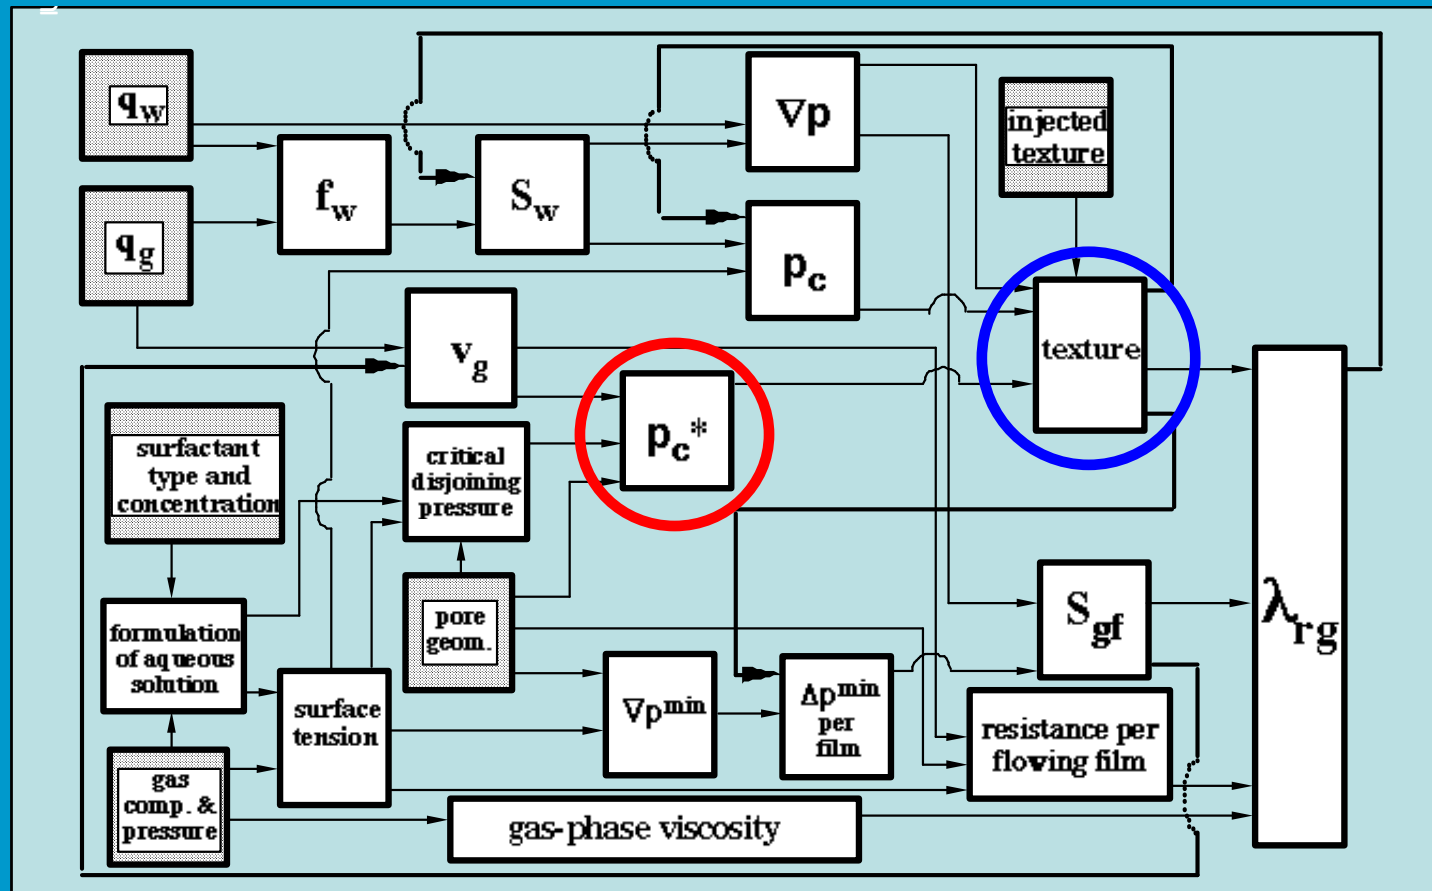 q_w
∇p
injected
texture
f_w
S_w
q_g
p_c
v_g
texture
p_c*
surfactant
type and
concentration
critical
disjoining
pressure
S_gf
λ_rg
pore
geom.
formulation
of aqueous
solution
∇p^min
Δp^min
per
film
surface
tension
resistance per
flowing film
gas
comp. &
pressure
gas-phase viscosity